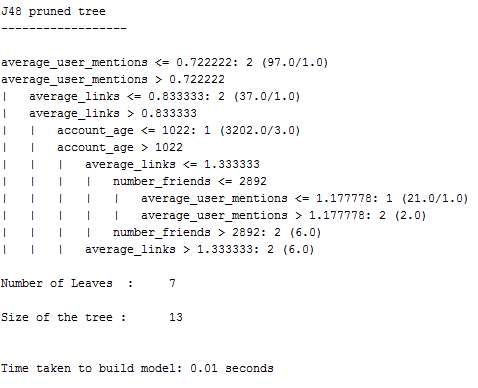 J48 pruned tree
------------------
average_user_mentions <= 0.722222: 2 (97.0/1.0)
average_user_mentions > 0.722222
|   average_links <= 0.833333: 2 (37.0/1.0)
|   average_links > 0.833333
|   |   account_age <= 1022: 1 (3202.0/3.0)
|   |   account_age > 1022
|   |   |   average_links <= 1.333333
|   |   |   |   number_friends <= 2892
|   |   |   |   |   average_user_mentions <= 1.177778: 1 (21.0/1.0)
|   |   |   |   |   average_user_mentions > 1.177778: 2 (2.0)
|   |   |   |   number_friends > 2892: 2 (6.0)
|   |   |   average_links > 1.333333: 2 (6.0)
Number of Leaves  :     7
Size of the tree :      13
Time taken to build model: 0.01 seconds